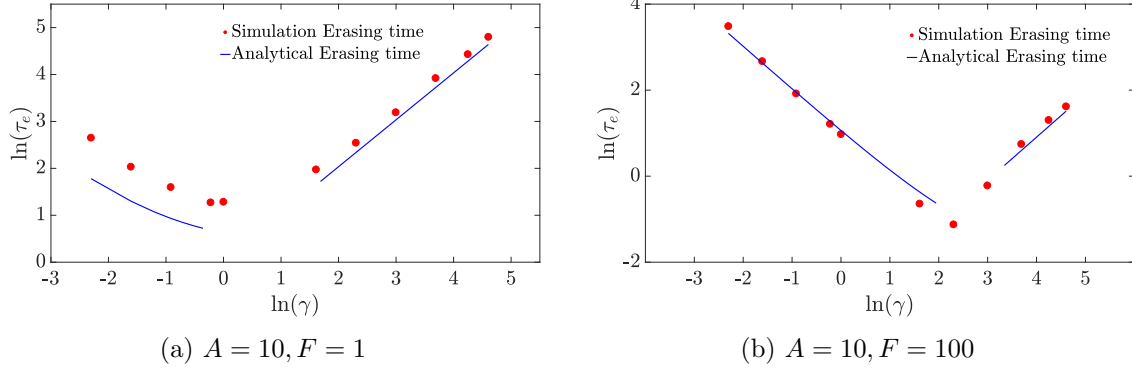 Simulation Erasing time
Analytical Erasing time
ln(τ_e)
5
4
3
2
1
0
-3 -2 -1 0 1 2 3 4 5
ln(γ)
(a) A = 10, F = 1
Simulation Erasing time
Analytical Erasing time
ln(τ_e)
4
2
0
-2
-3 -2 -1 0 1 2 3 4 5
ln(γ)
(b) A = 10, F = 100